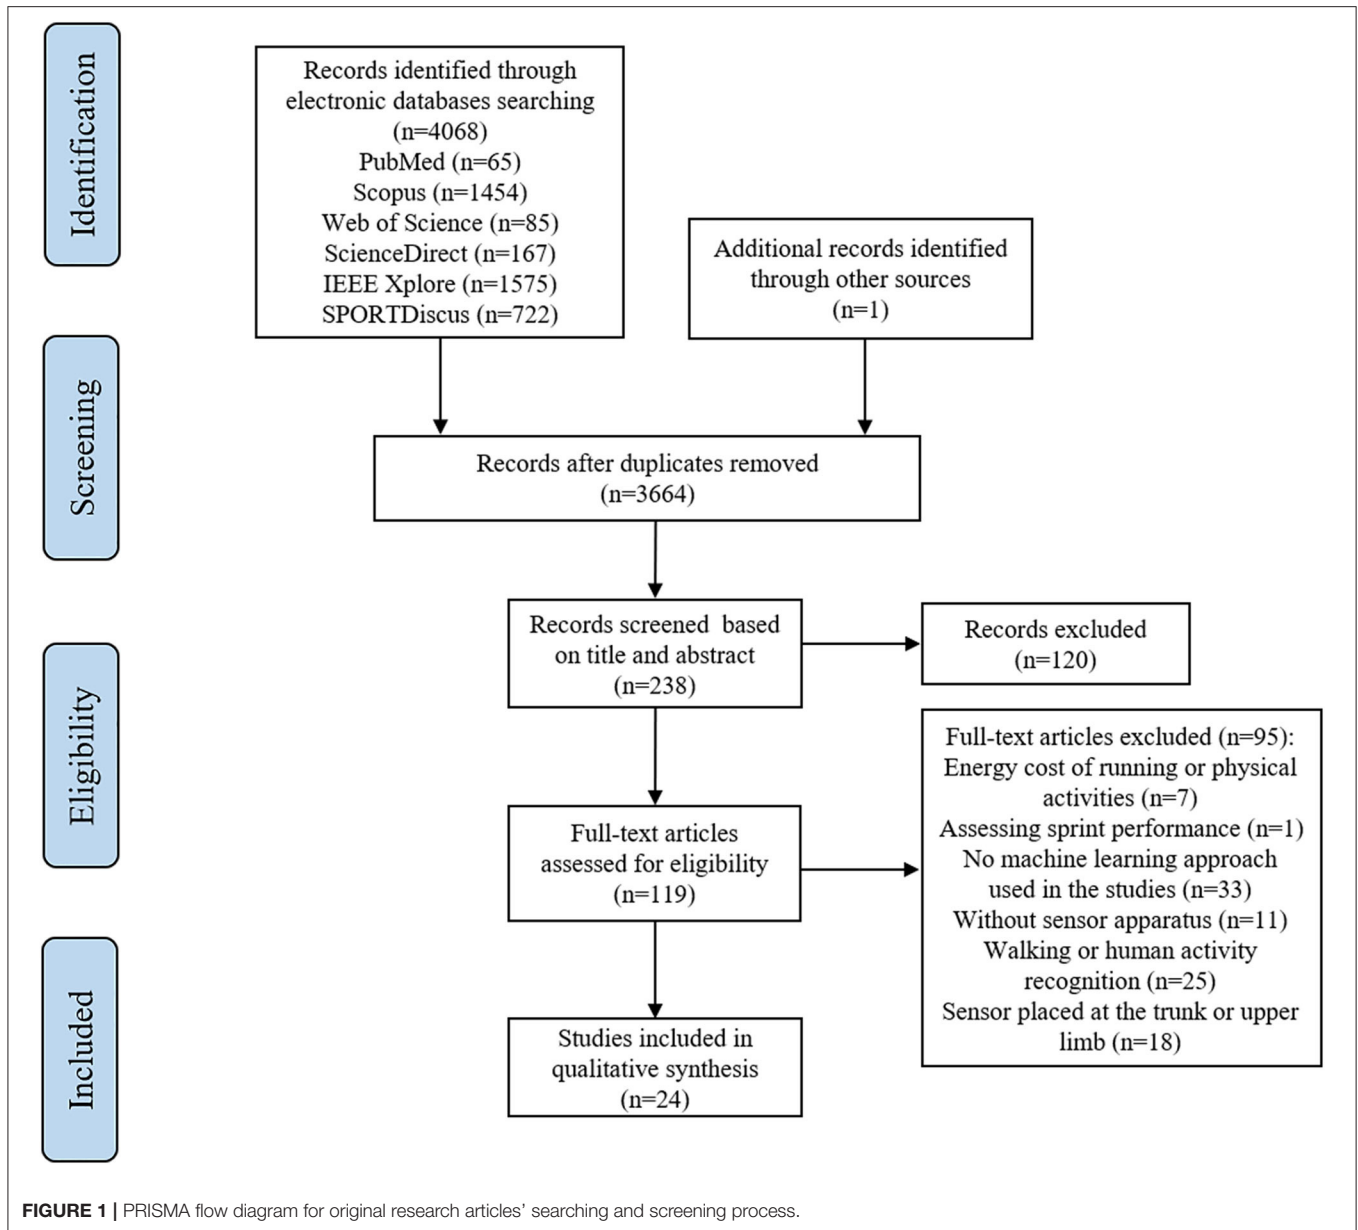 Identification
Records identified through
electronic databases searching
(n=4068)
PubMed (n=65)
Scopus (n=1454)
Web of Science (n=85)
ScienceDirect (n=167)
IEEE Xplore (n=1575)
SPORTDiscus (n=722)
Additional records identified
through other sources
(n=1)
Screening
Records after duplicates removed
(n=3664)
Records screened based
on title and abstract
(n=238)
Records excluded
(n=120)
Eligibility
Full-text articles
assessed for eligibility
(n=119)
Full-text articles excluded (n=95):
Energy cost of running or physical
activities (n=7)
Assessing sprint performance (n=1)
No machine learning approach
used in the studies (n=33)
Without sensor apparatus (n=11)
Walking or human activity
recognition (n=25)
Sensor placed at the trunk or upper
limb (n=18)
Included
Studies included in
qualitative synthesis
(n=24)
FIGURE 1 | PRISMA flow diagram for original research articles’ searching and screening process.